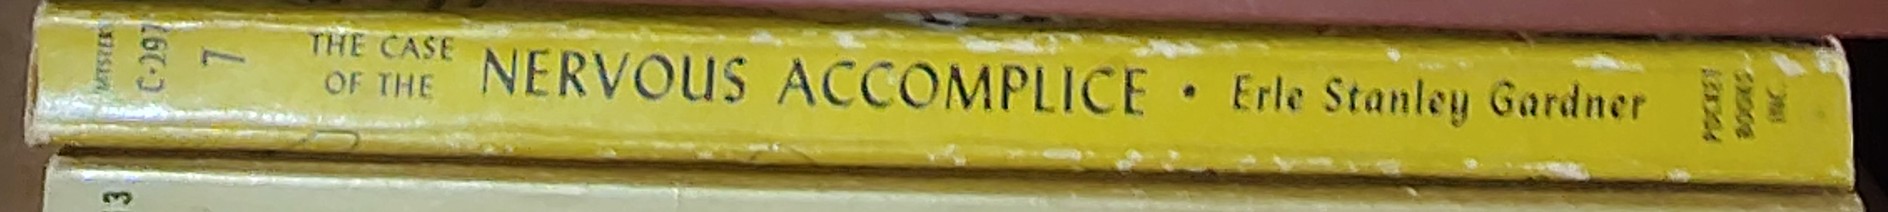 MYSTERY
C-297
7
THE CASE
OF THE
NERVOUS ACCOMPLICE • Erle Stanley Gardner
POCKET
BOOKS
INC.
3